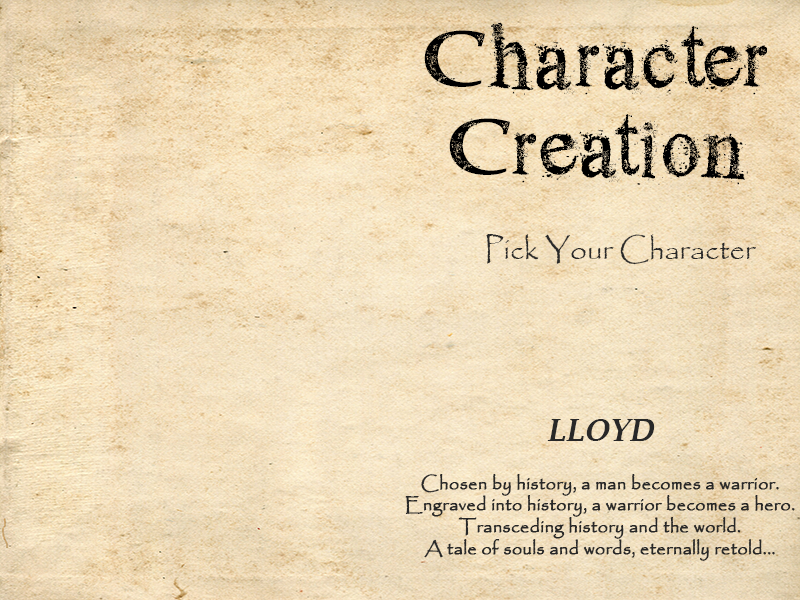 Character
Creation
Pick Your Character
LLOYD
Chosen by history, a man becomes a warrior.
Engraved into history, a warrior becomes a hero.
Transceding history and the world.
A tale of souls and words, eternally retold...